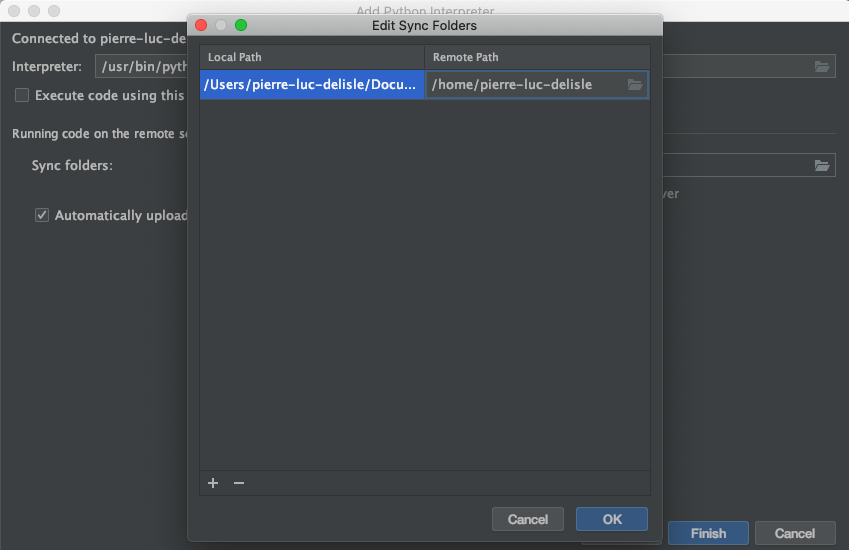 Add Python Interpreter
Edit Sync Folders
Connected to pierre-luc-de
Local Path
Remote Path
Interpreter:
/usr/bin/pyth
/Users/pierre-luc-delisle/Docu...
/home/pierre-luc-delisle
Execute code using this
Running code on the remote se
Sync folders:
ver
Automatically upload
Cancel
OK
Finish
Cancel